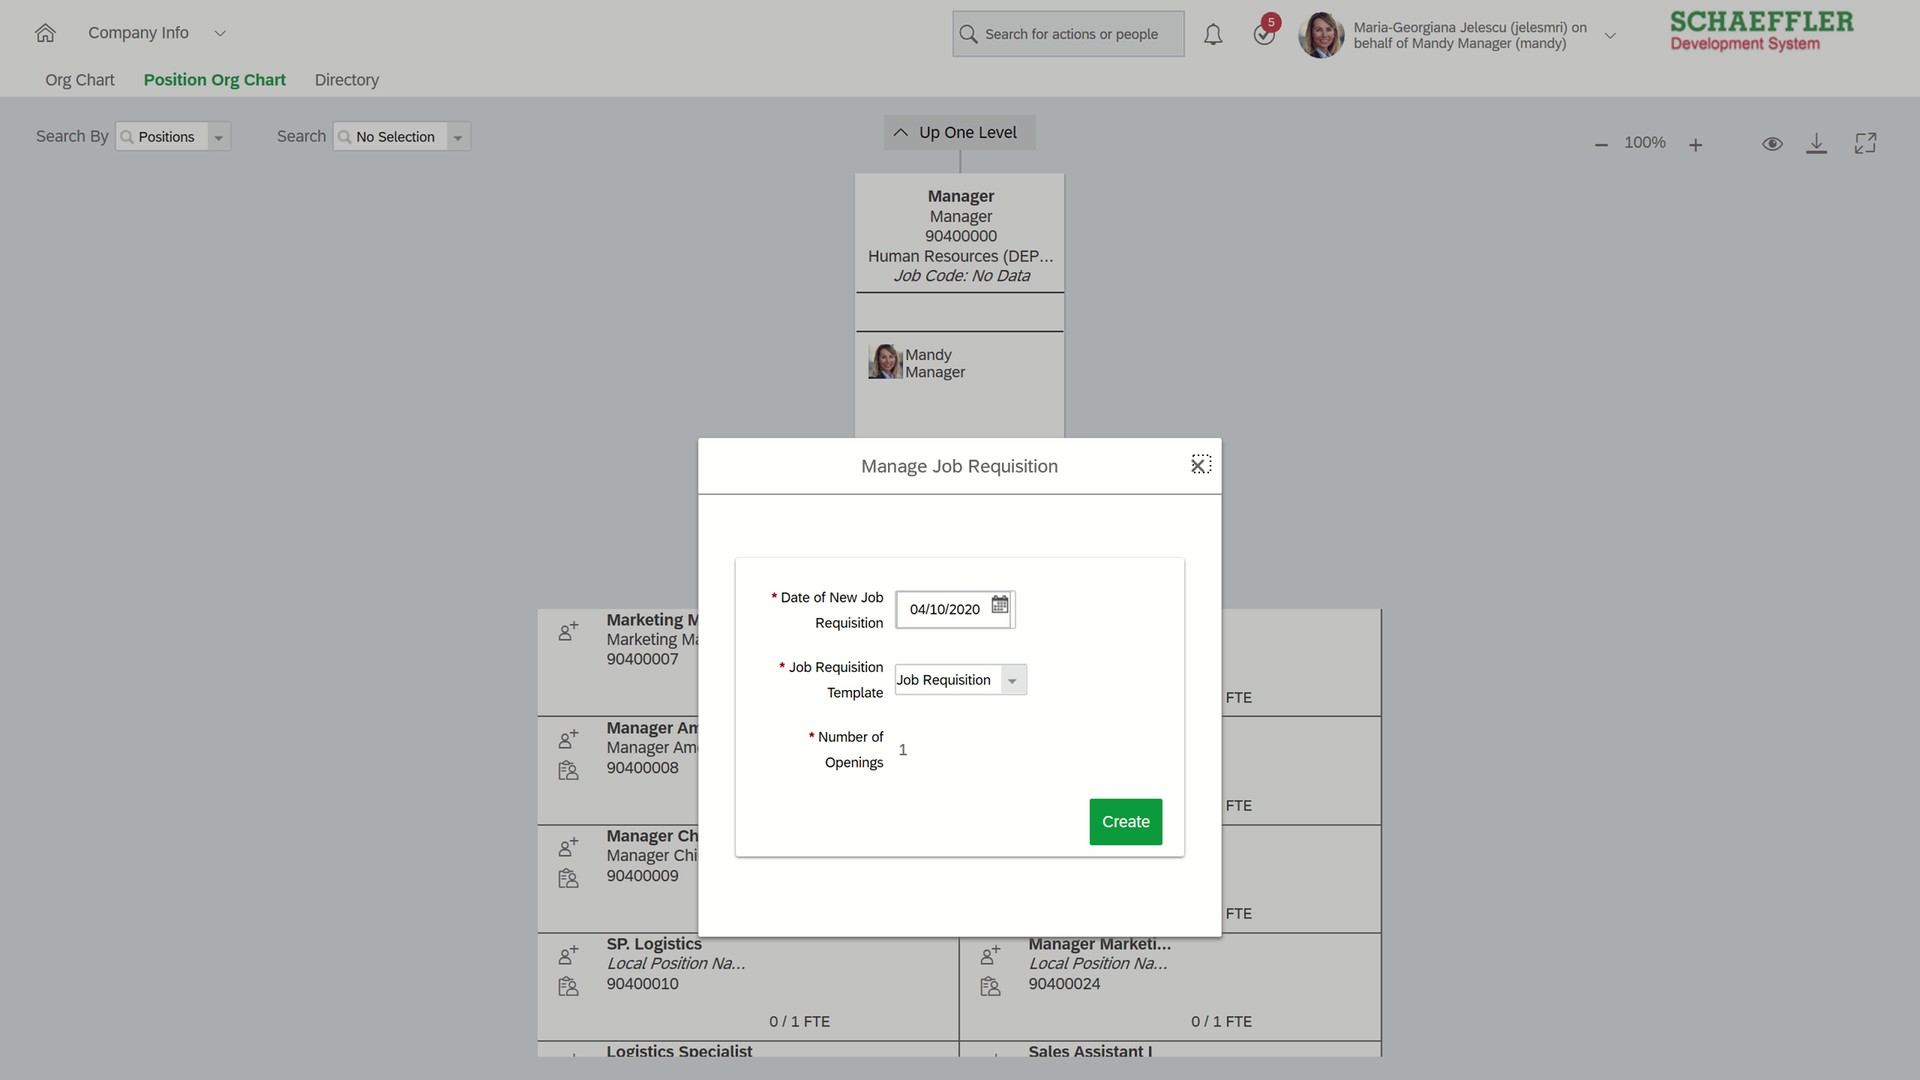 Company Info
Search for actions or people
5
Maria-Georgiana Jelescu (jelesmri) on
behalf of Mandy Manager (mandy)
SCHAEFFLER
Development System
Org Chart
Position Org Chart
Directory
Search By
Positions
Search
No Selection
Up One Level
100%
Manager
Manager
90400000
Human Resources (DEP...
Job Code: No Data
Mandy
Manager
Manage Job Requisition
* Date of New Job
Requisition
04/10/2020
* Job Requisition
Template
Job Requisition
* Number of
Openings
1
Create
Marketing M
Marketing Ma
90400007
FTE
Manager Am
Manager Am
90400008
FTE
Manager Ch
Manager Chi
90400009
FTE
SP. Logistics
Local Position Na...
90400010
0 / 1 FTE
Manager Marketi...
Local Position Na...
90400024
0 / 1 FTE
Logistics Specialist
Sales Assistant I